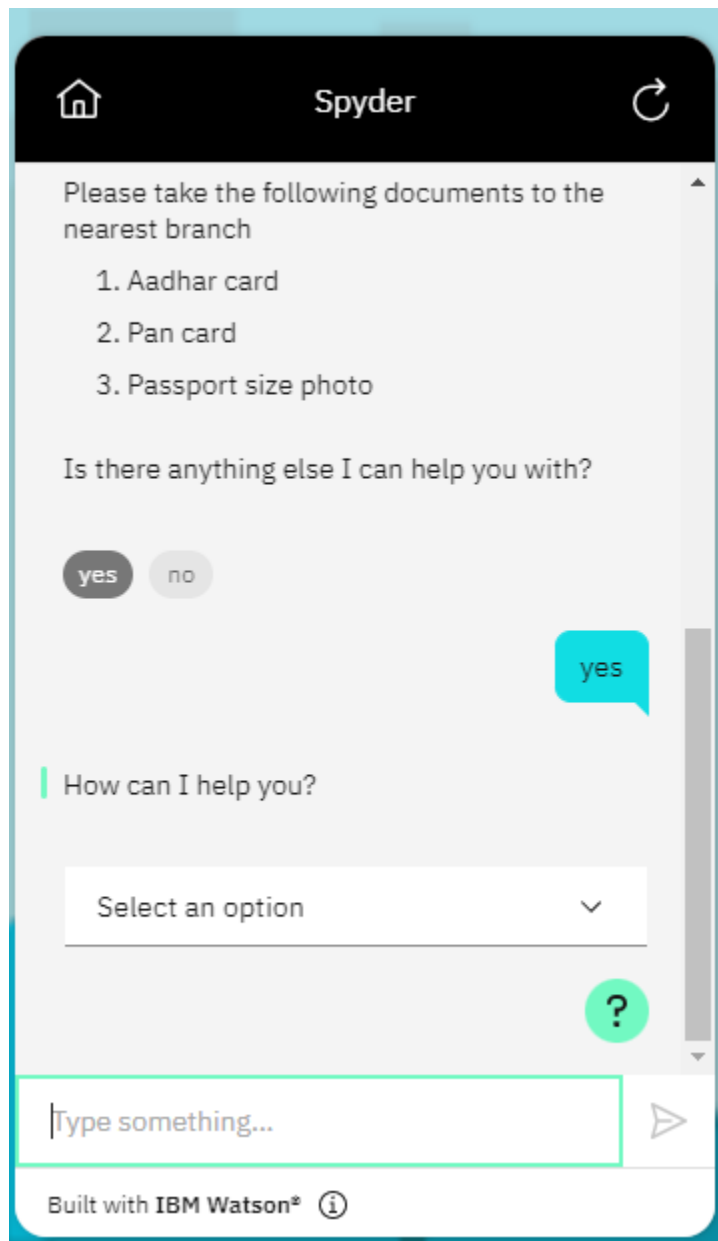 Spyder
Please take the following documents to the
nearest branch
1. Aadhar card
2. Pan card
3. Passport size photo
Is there anything else I can help you with?
yes no
yes
How can I help you?
Select an option
?
Type something...
Built with IBM Watson®